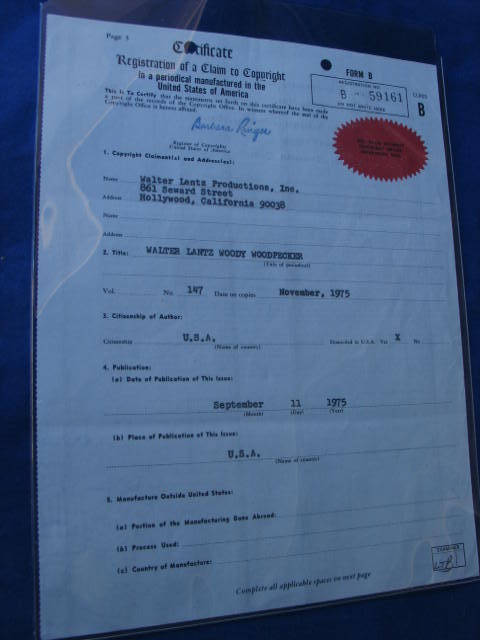 Page 3
Certificate
Registration of a Claim to Copyright
in a periodical manufactured in the
United States of America
FORM B
REGISTRATION NO.
B 59161
DO NOT WRITE HERE
CLASS
B
This Is To Certify that the statements set forth on this certificate have been made
a part of the records of the Copyright Office. In witness whereof the seal of the
Copyright Office is hereto affixed.
Barbara Ringer
Register of Copyrights
United States of America
1. Copyright Claimant(s) and Address(es):
Name Walter Lantz Productions, Inc.
861 Seward Street
Address Hollywood, California 90038
Name
Address
2. Title: WALTER LANTZ WOODY WOODPECKER
(Title of periodical)
Vol. No. 147 Date on copies November, 1975
3. Citizenship of Author:
Citizenship U.S.A. Domiciled in U.S.A. Yes X No
(Name of country)
4. Publication:
(a) Date of Publication of This Issue:
September 11 1975
(Month) (Day) (Year)
(b) Place of Publication of This Issue:
U.S.A.
(Name of country)
5. Manufacture Outside United States:
(a) Portion of the Manufacturing Done Abroad:
(b) Process Used:
(c) Country of Manufacture:
EXAMINER
Complete all applicable spaces on next page